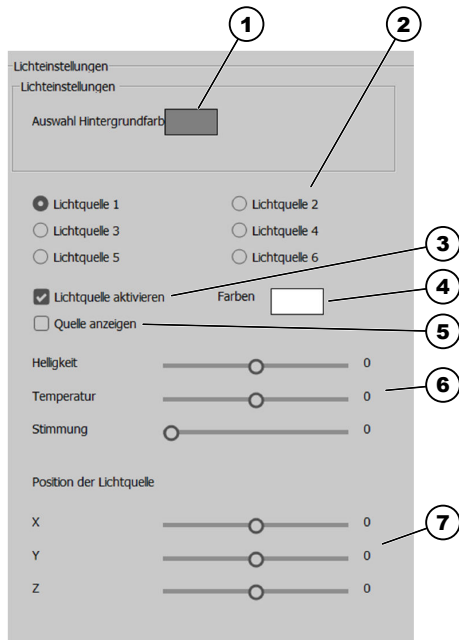 1
2
Lichteinstellungen
Lichteinstellungen
Auswahl Hintergrundfarb
Lichtquelle 1 Lichtquelle 2
Lichtquelle 3 Lichtquelle 4
Lichtquelle 5 Lichtquelle 6
3
Lichtquelle aktivieren Farben
4
Quelle anzeigen
5
Helligkeit 0
Temperatur 0
6
Stimmung 0
Position der Lichtquelle
X 0
7
Y 0
Z 0